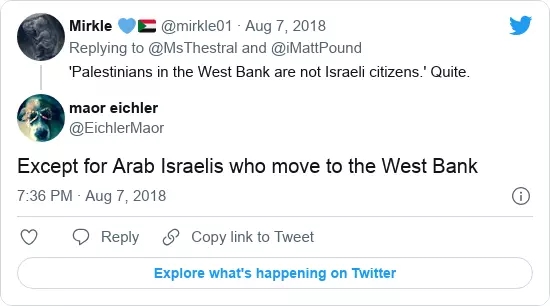 Mirkle 💙🇸🇩 @mirkle01 · Aug 7, 2018
Replying to @MsThestral and @iMattPound
'Palestinians in the West Bank are not Israeli citizens.' Quite.
maor eichler
@EichlerMaor
Except for Arab Israelis who move to the West Bank
7:36 PM · Aug 7, 2018
Reply
Copy link to Tweet
Explore what's happening on Twitter